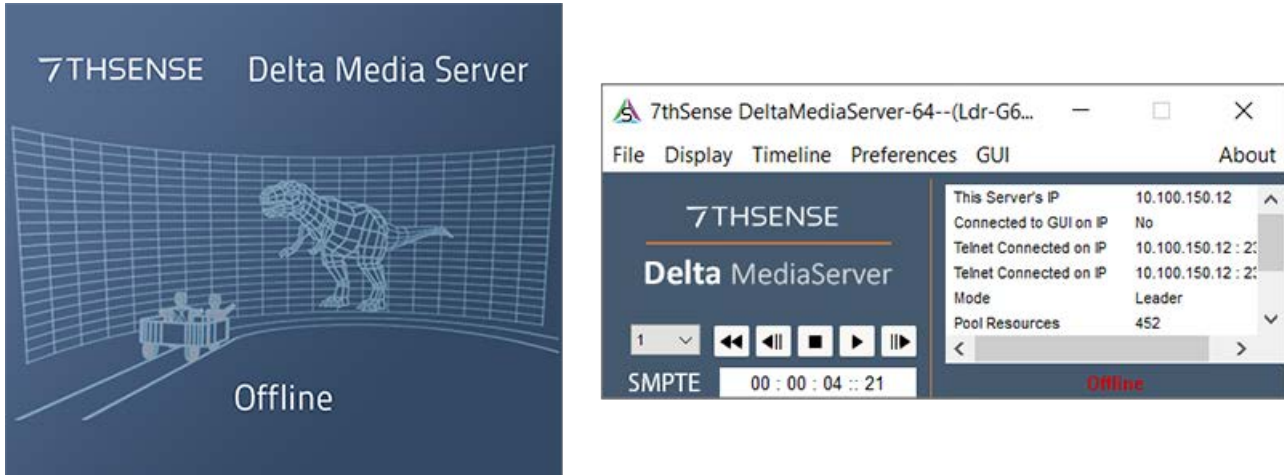 7THSENSE Delta Media Server
Offline
7thSense DeltaMediaServer-64--(Ldr-G6...
File Display Timeline Preferences GUI About
7THSENSE
Delta MediaServer
1
SMPTE 00 : 00 : 04 :: 21
This Server's IP 10.100.150.12
Connected to GUI on IP No
Telnet Connected on IP 10.100.150.12 : 23
Telnet Connected on IP 10.100.150.12 : 23
Mode Leader
Pool Resources 452
Offline